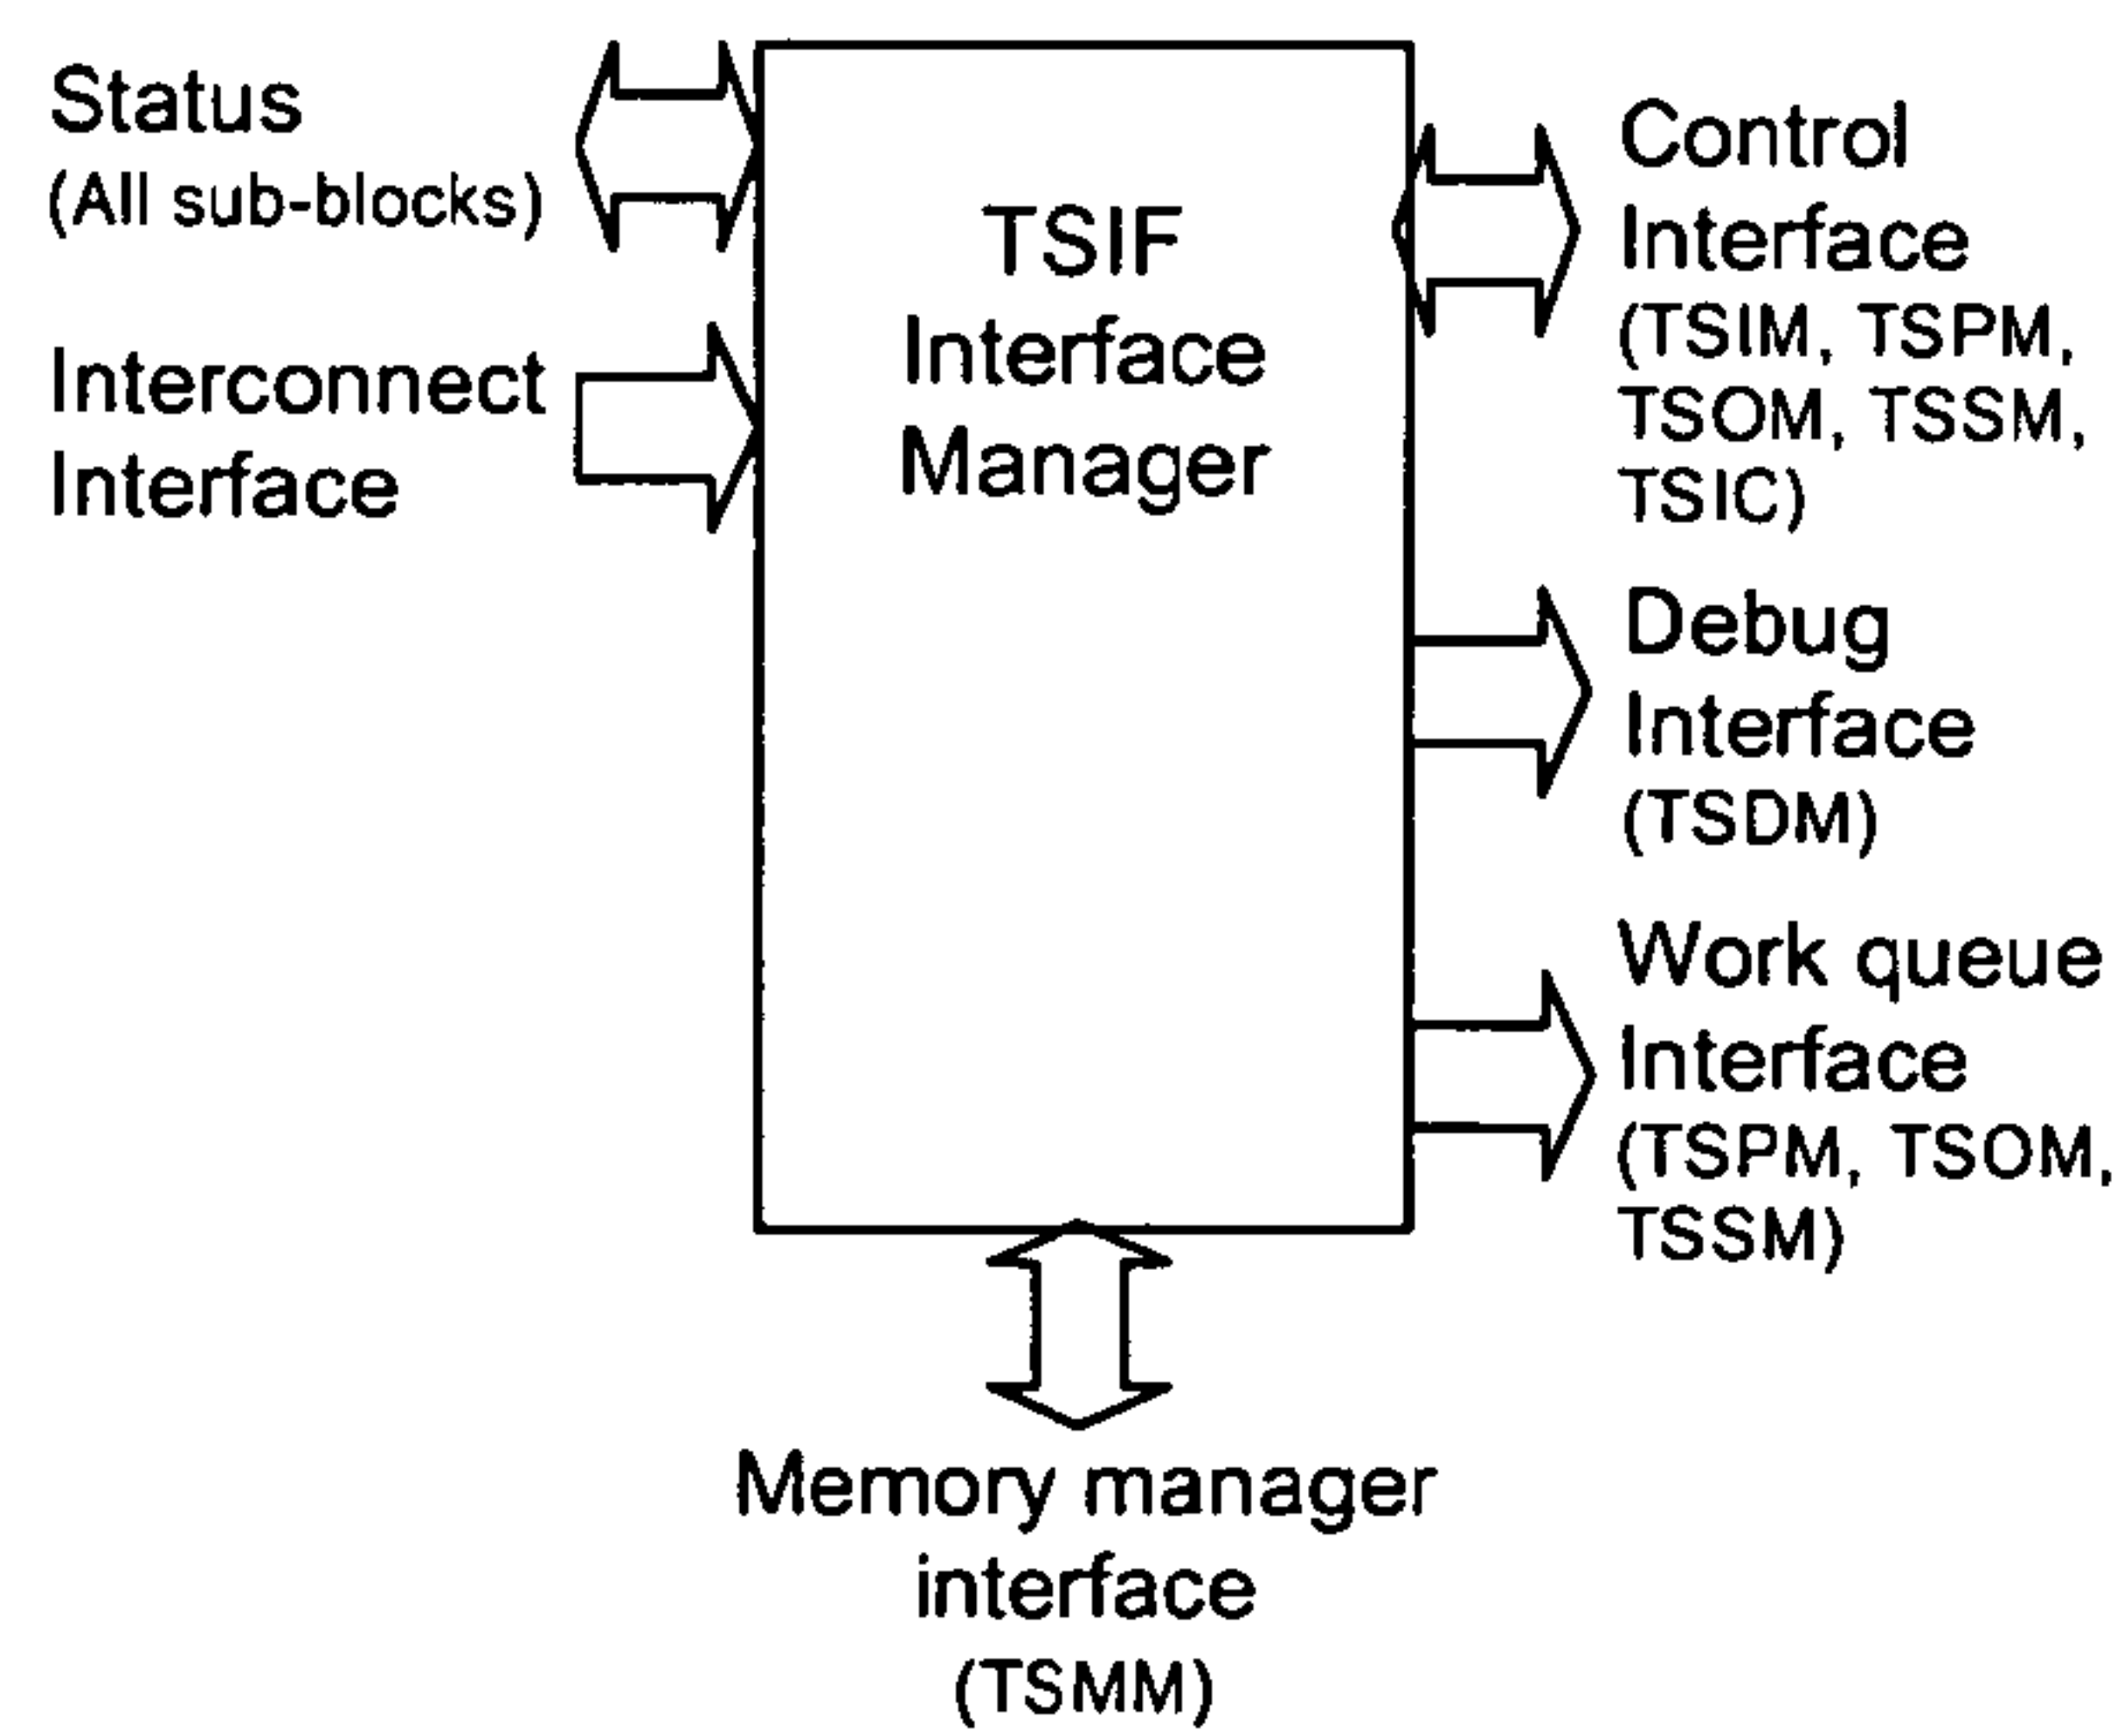 Status
(All sub-blocks)
Interconnect
Interface
TSIF
Interface
Manager
Control
Interface
(TSIM, TSPM,
TSOM, TSSM,
TSIC)
Debug
Interface
(TSDM)
Work queue
Interface
(TSPM, TSOM,
TSSM)
Memory manager
interface
(TSMM)